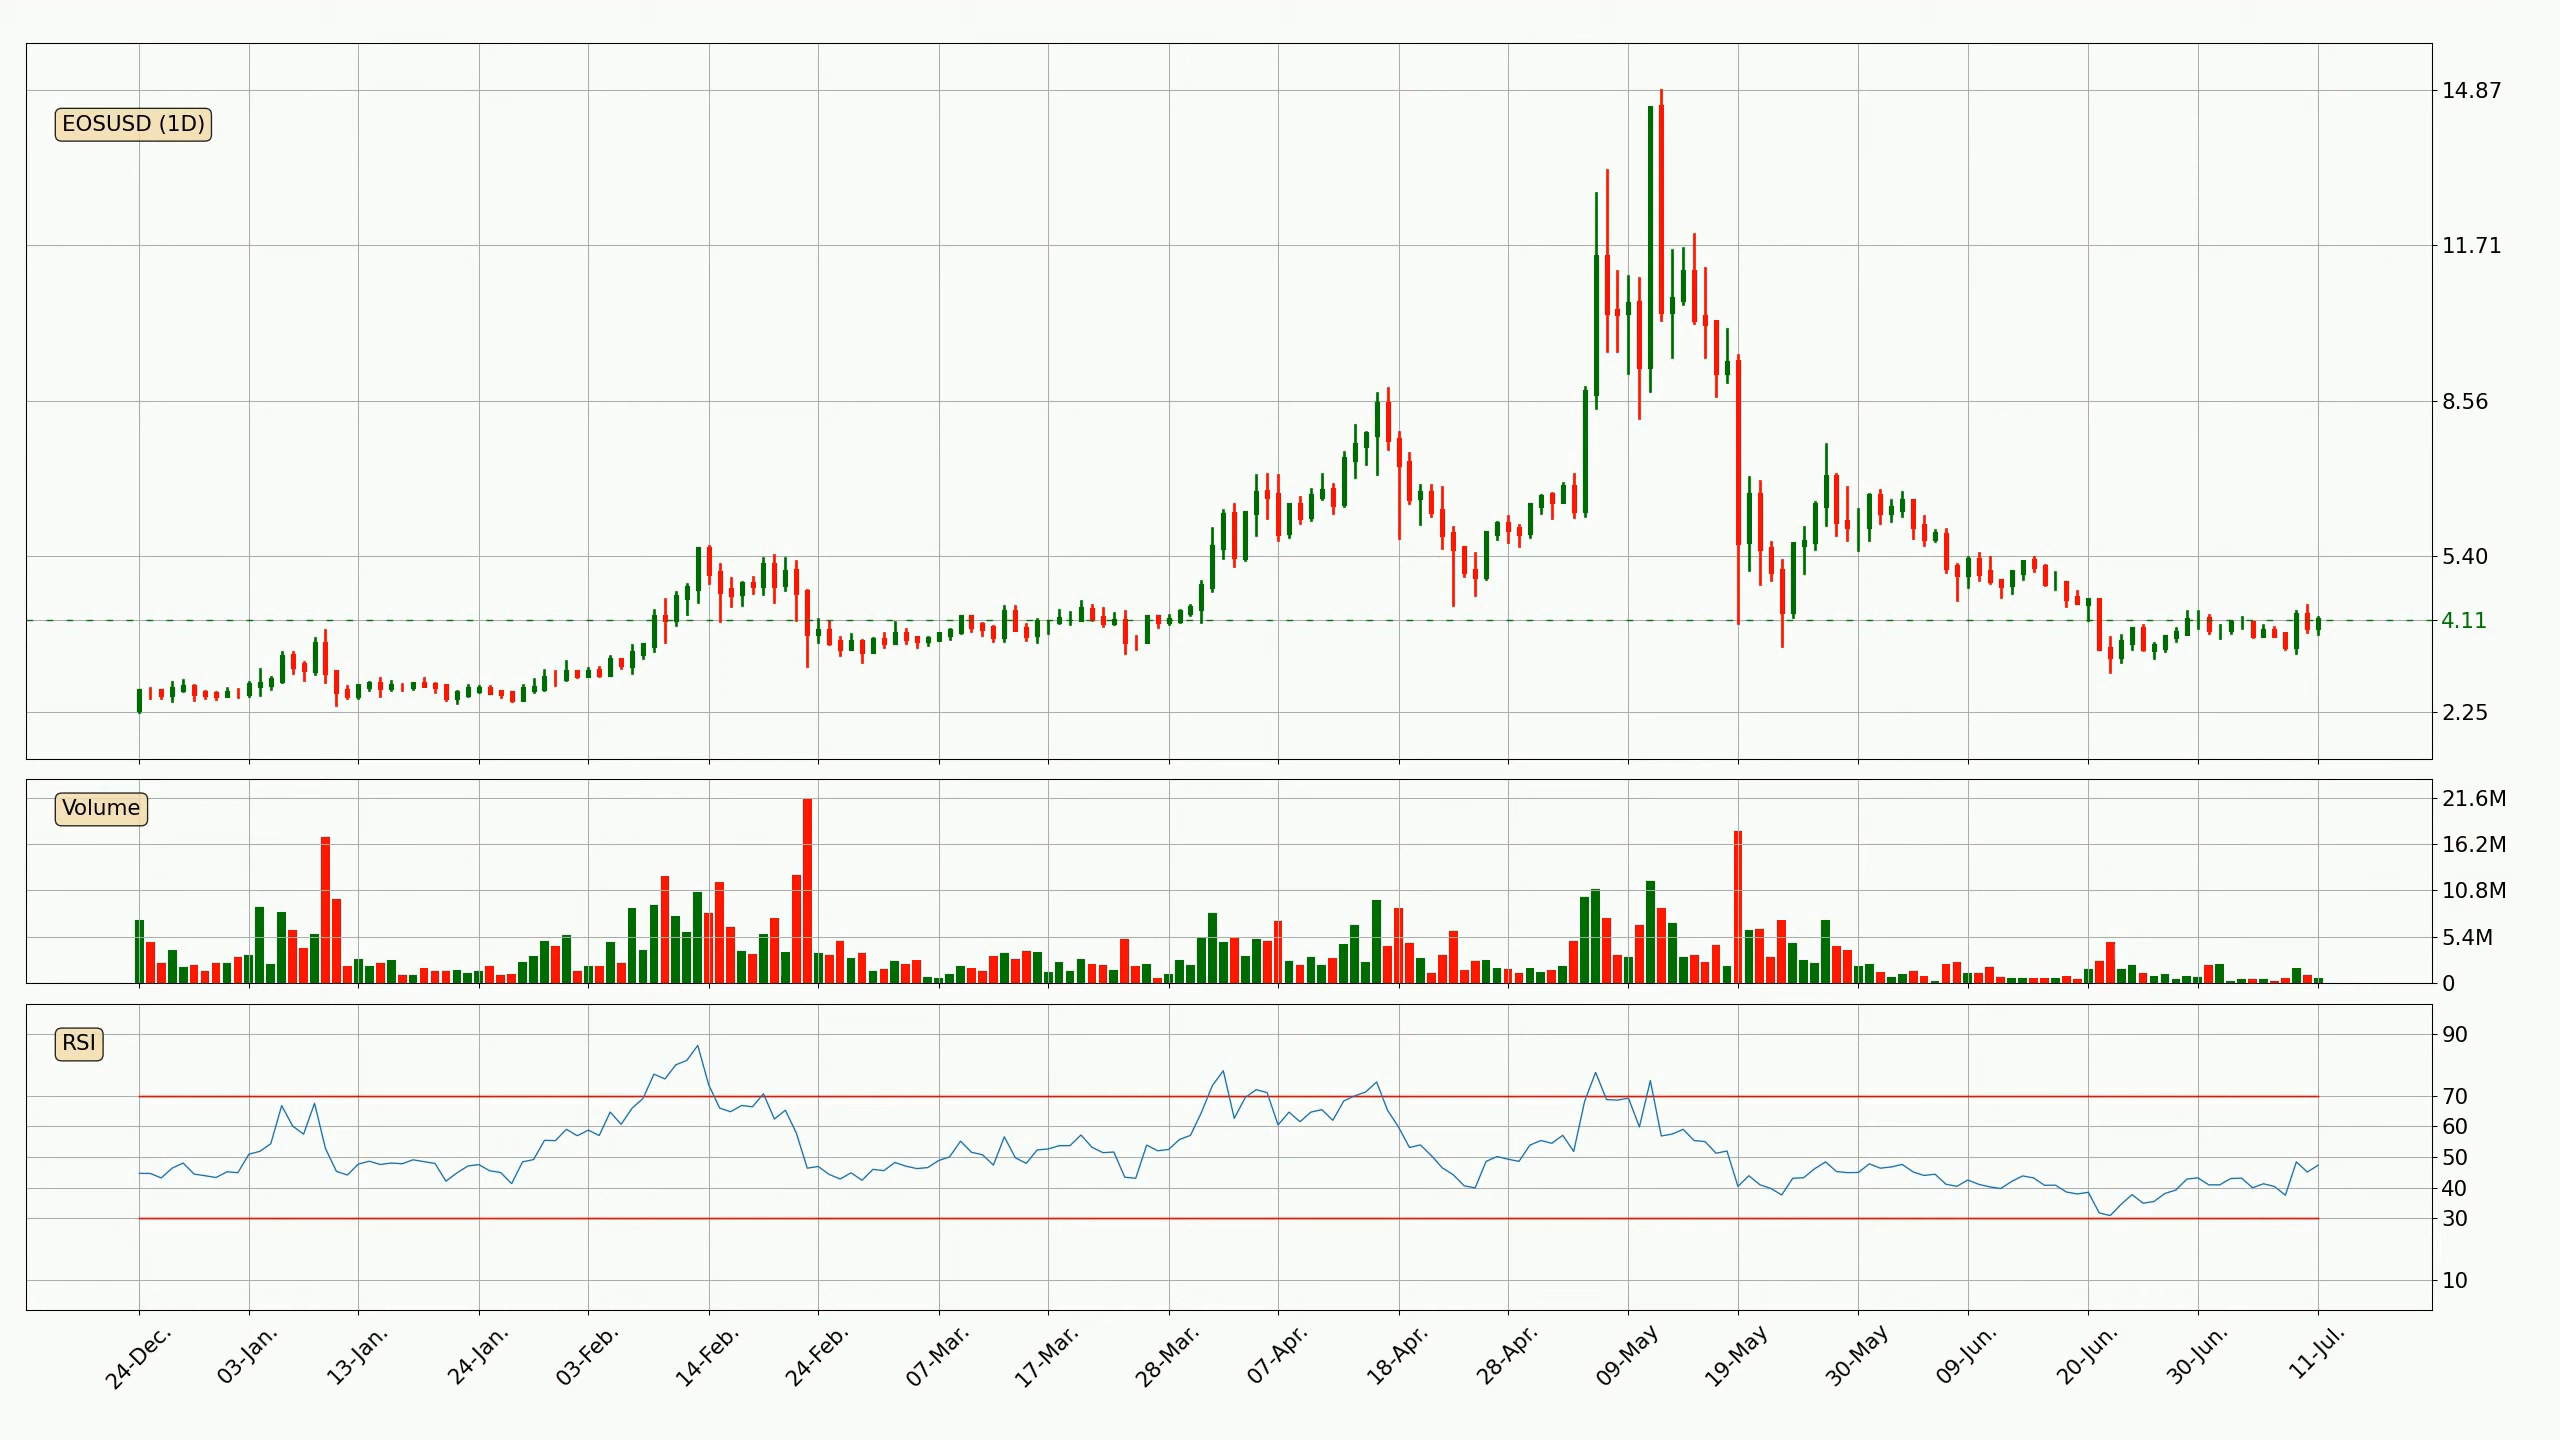 EOSUSD (1D)
14.87
11.71
8.56
5.40
4.11
2.25
Volume
21.6M
16.2M
10.8M
5.4M
0
RSI
90
70
60
50
40
30
10
24-Dec. 03-Jan. 13-Jan. 24-Jan. 03-Feb. 14-Feb. 24-Feb. 07-Mar. 17-Mar. 28-Mar. 07-Apr. 18-Apr. 28-Apr. 09-May 19-May 30-May 09-Jun. 20-Jun. 30-Jun. 11-Jul.